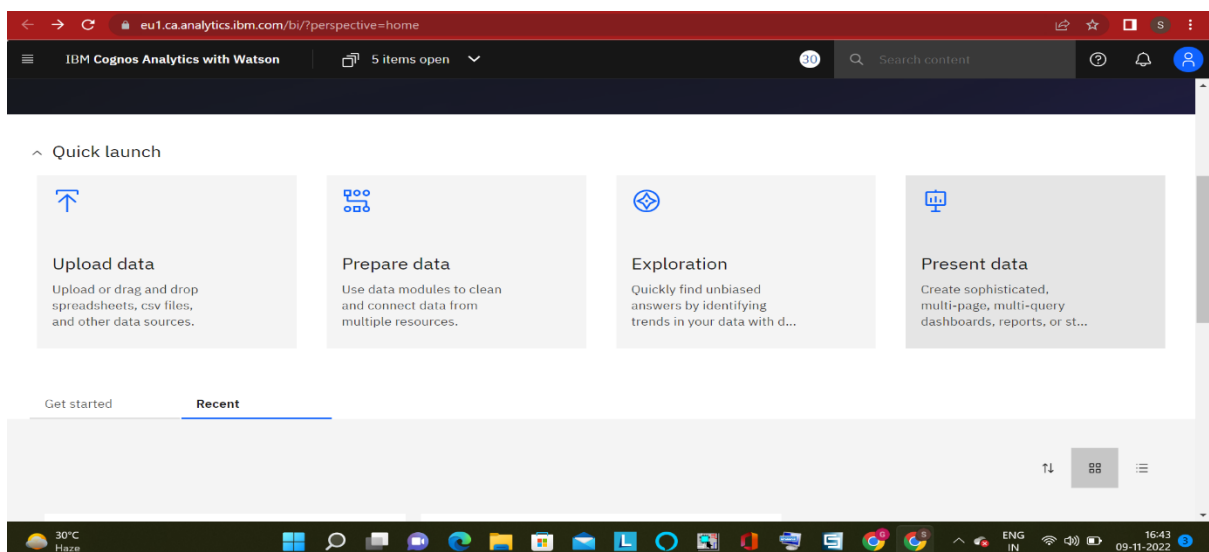 eu1.ca.analytics.ibm.com/bi/?perspective=home
S
IBM Cognos Analytics with Watson
5 items open
30
Search content
Quick launch
Upload data
Upload or drag and drop
spreadsheets, csv files,
and other data sources.
Prepare data
Use data modules to clean
and connect data from
multiple resources.
Exploration
Quickly find unbiased
answers by identifying
trends in your data with d...
Present data
Create sophisticated,
multi-page, multi-query
dashboards, reports, or st...
Get started
Recent
30°C
Haze
L
G
S
ENG
IN
16:43
09-11-2022
3